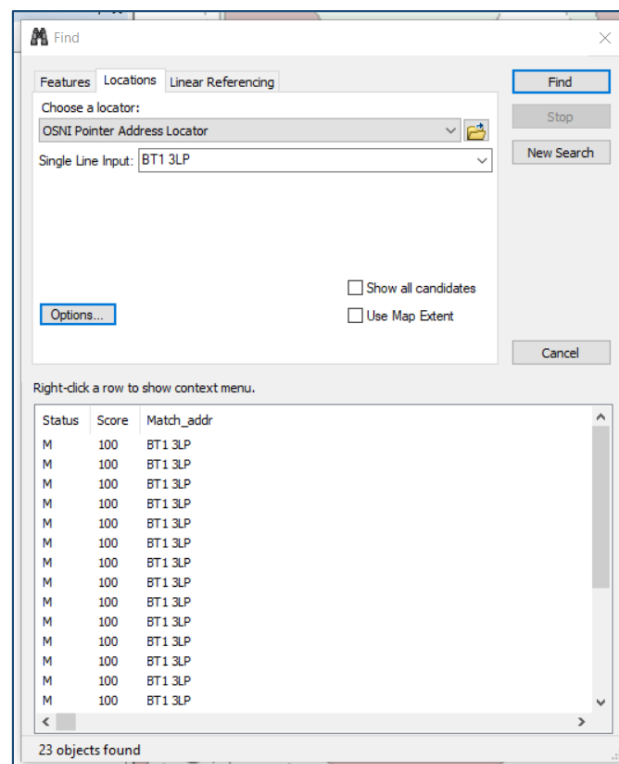 Find
Features Locations Linear Referencing
Find
Choose a locator:
OSNI Pointer Address Locator
Stop
Single Line Input: BT1 3LP
New Search
Show all candidates
Options...
Use Map Extent
Cancel
Right-click a row to show context menu.
Status Score Match_addr
M 100 BT1 3LP
M 100 BT1 3LP
M 100 BT1 3LP
M 100 BT1 3LP
M 100 BT1 3LP
M 100 BT1 3LP
M 100 BT1 3LP
M 100 BT1 3LP
M 100 BT1 3LP
M 100 BT1 3LP
M 100 BT1 3LP
M 100 BT1 3LP
M 100 BT1 3LP
M 100 BT1 3LP
23 objects found